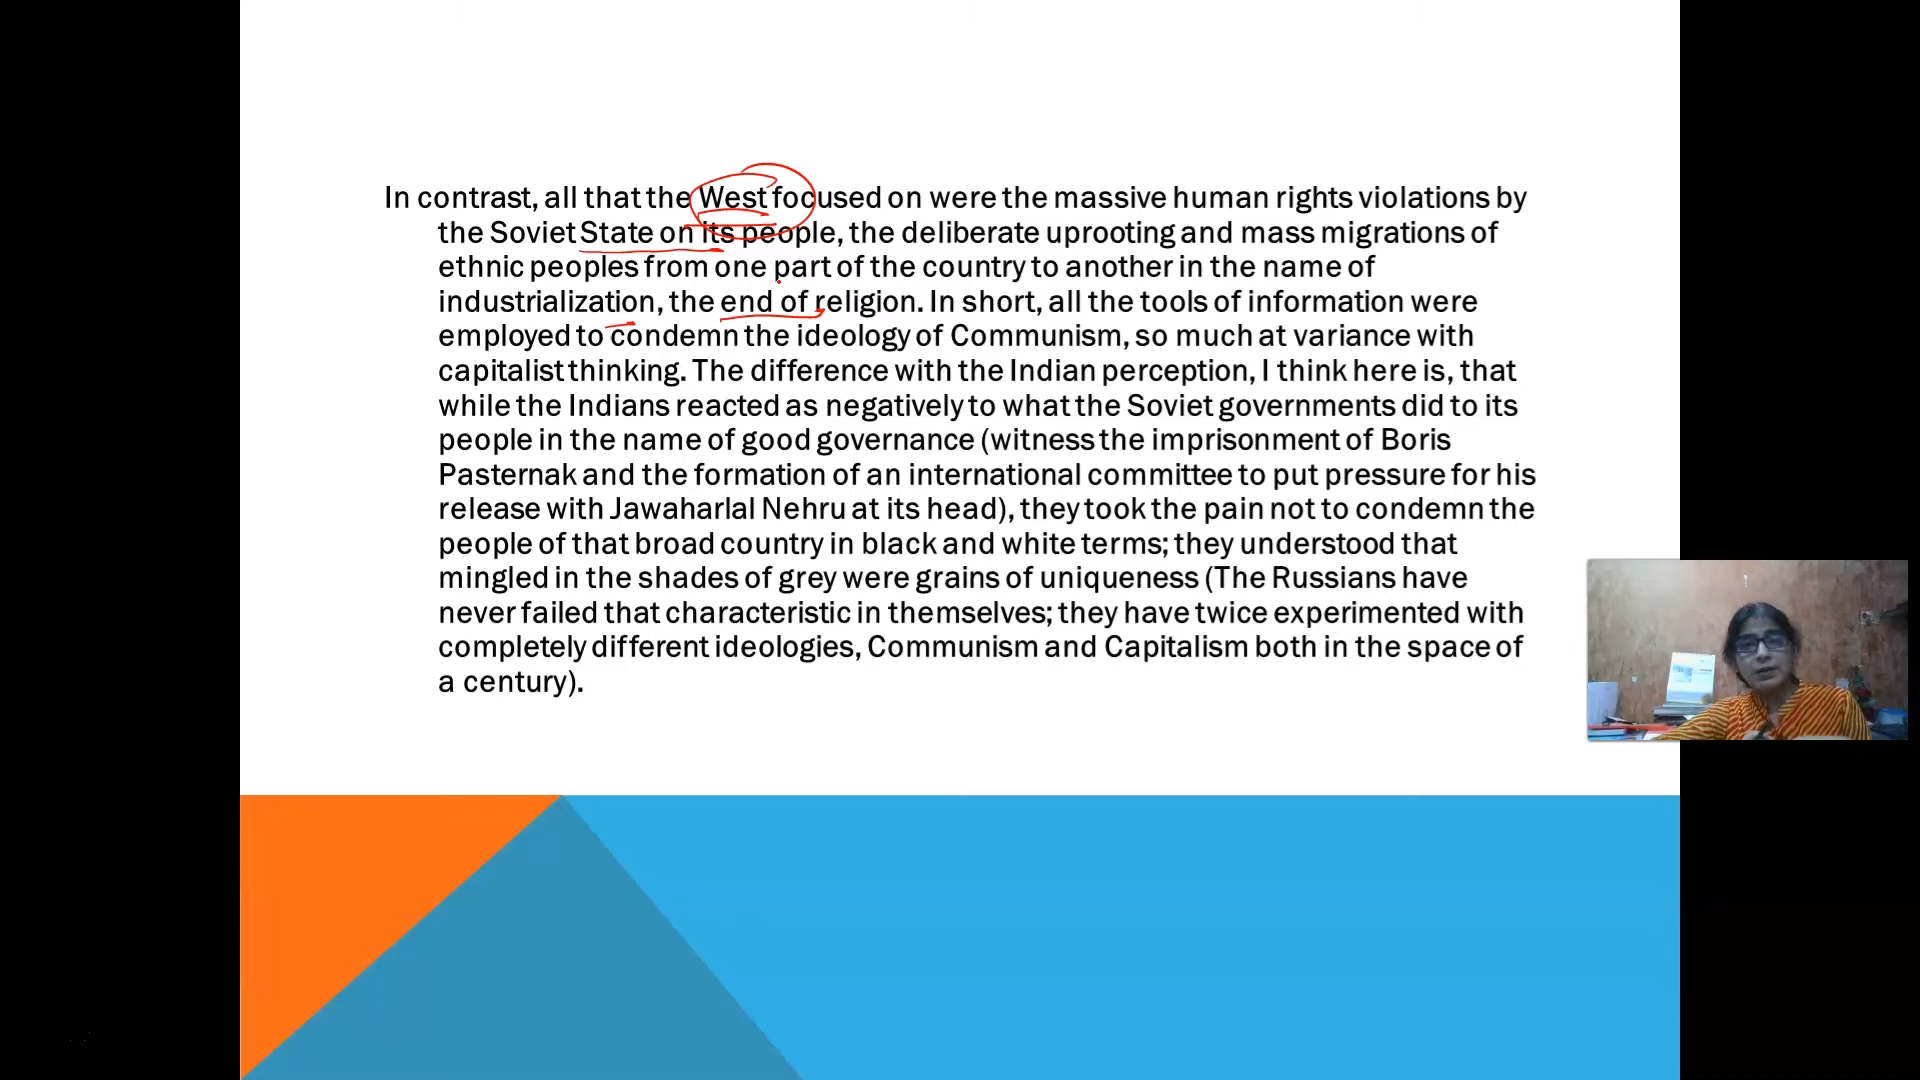 In contrast, all that the West focused on were the massive human rights violations by
the Soviet State on its people, the deliberate uprooting and mass migrations of
ethnic peoples from one part of the country to another in the name of
industrialization, the end of religion. In short, all the tools of information were
employed to condemn the ideology of Communism, so much at variance with
capitalist thinking. The difference with the Indian perception, I think here is, that
while the Indians reacted as negatively to what the Soviet governments did to its
people in the name of good governance (witness the imprisonment of Boris
Pasternak and the formation of an international committee to put pressure for his
release with Jawaharlal Nehru at its head), they took the pain not to condemn the
people of that broad country in black and white terms; they understood that
mingled in the shades of grey were grains of uniqueness (The Russians have
never failed that characteristic in themselves; they have twice experimented with
completely different ideologies, Communism and Capitalism both in the space of
a century).